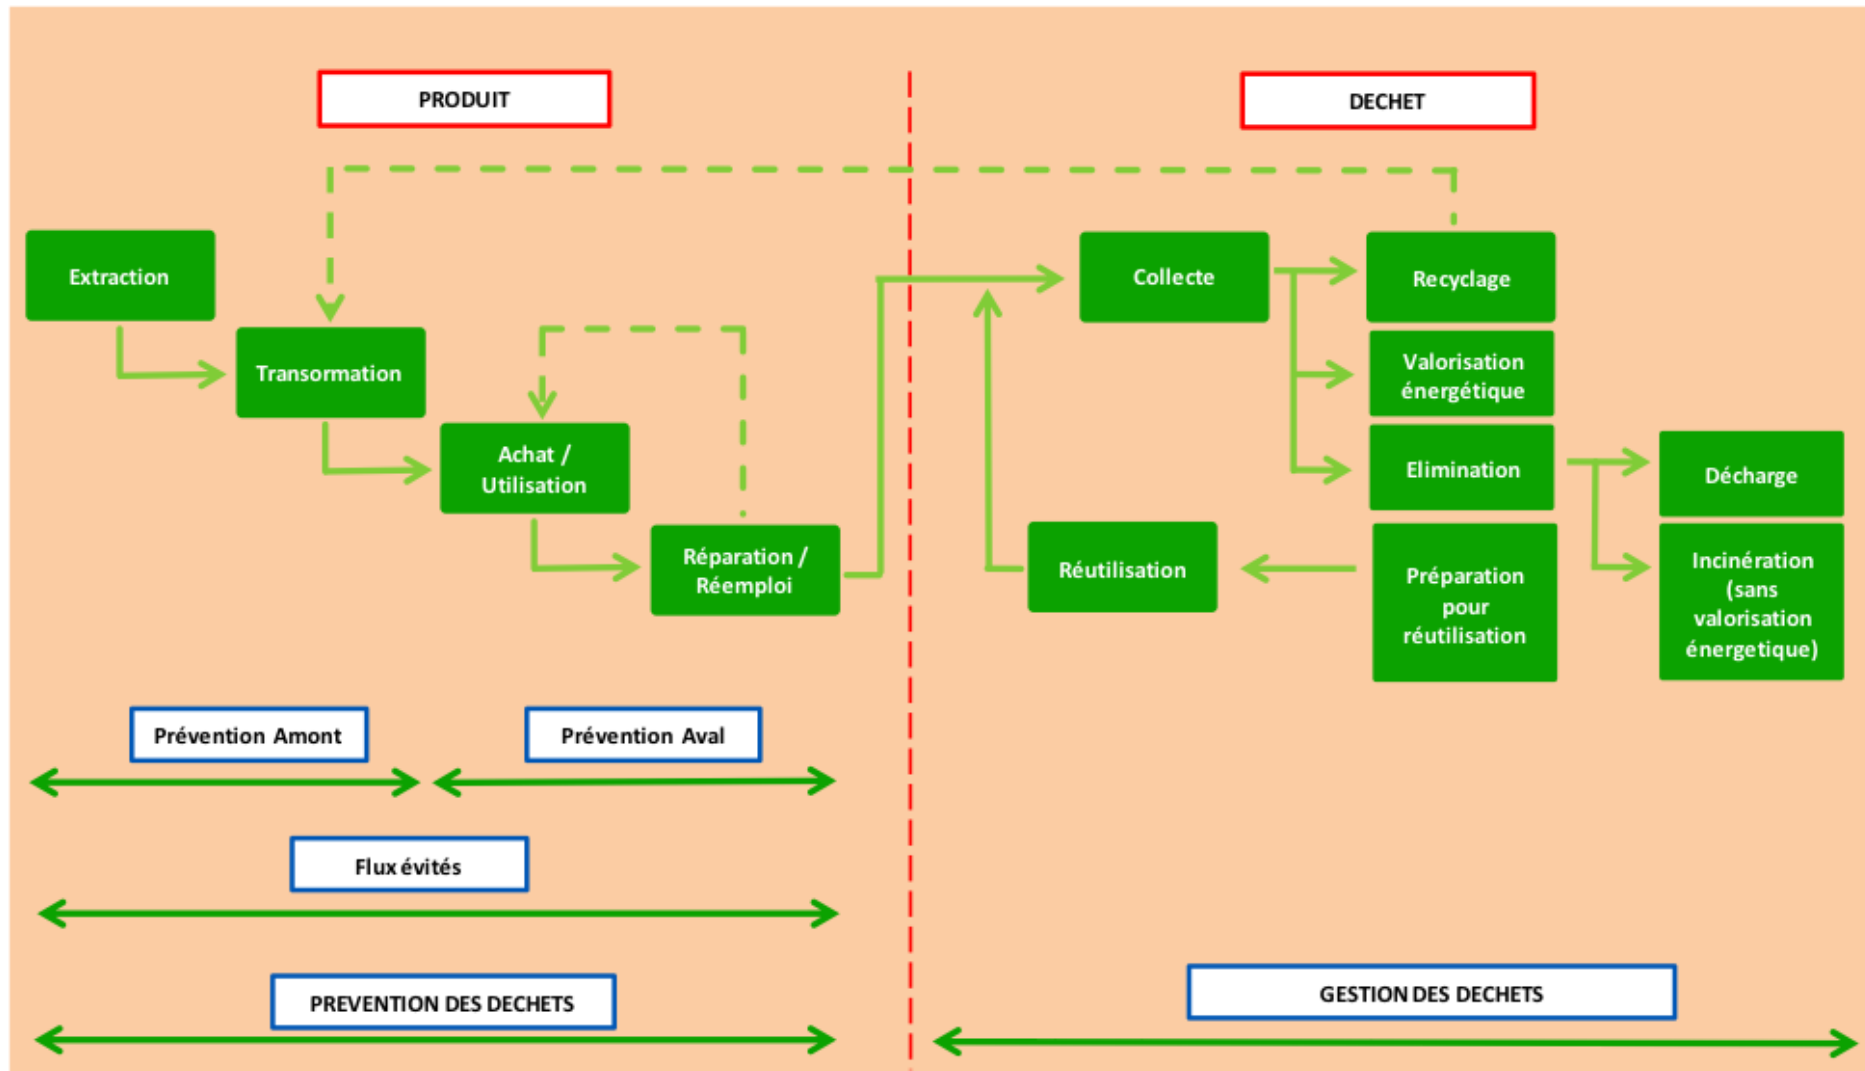 PRODUIT
DECHET
Extraction
Transormation
Achat /
Utilisation
Réparation /
Réemploi
Collecte
Recyclage
Valorisation
énergétique
Elimination
Décharge
Réutilisation
Préparation
pour
réutilisation
Incinération
(sans
valorisation
énergetique)
Prévention Amont
Prévention Aval
Flux évités
PREVENTION DES DECHETS
GESTION DES DECHETS